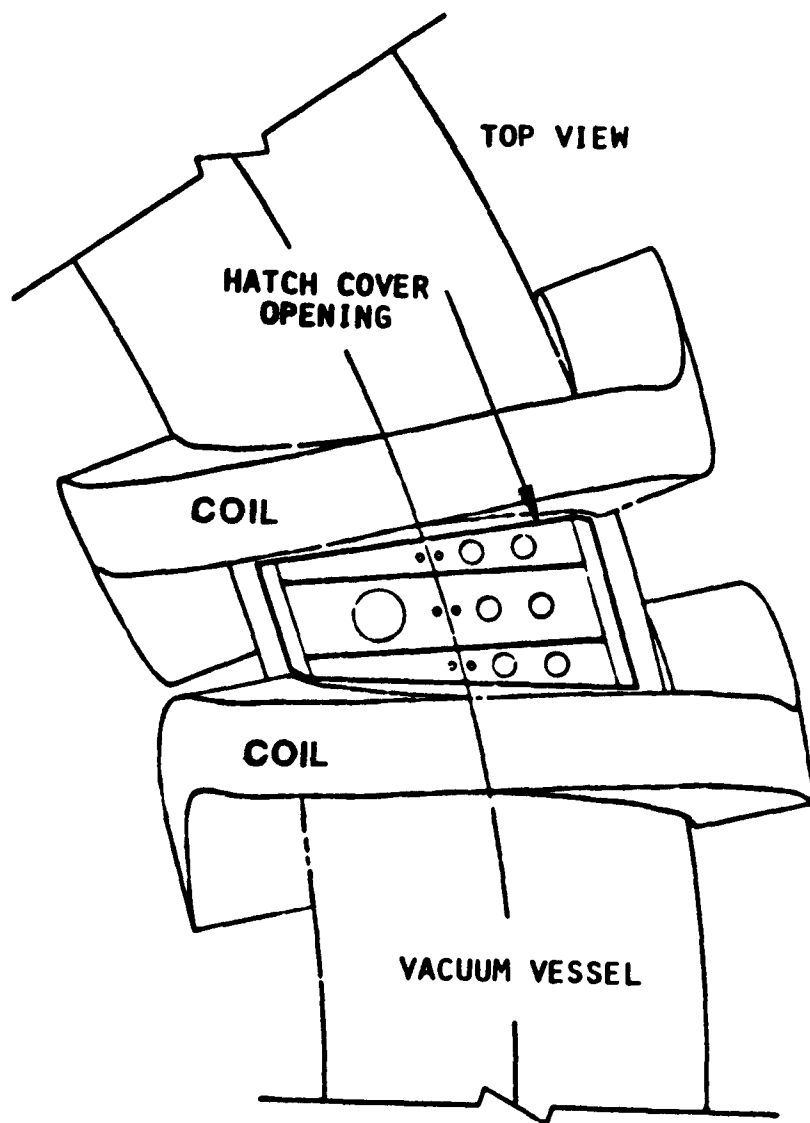 TOP VIEW
HATCH COVER
OPENING
COIL
COIL
VACUUM VESSEL